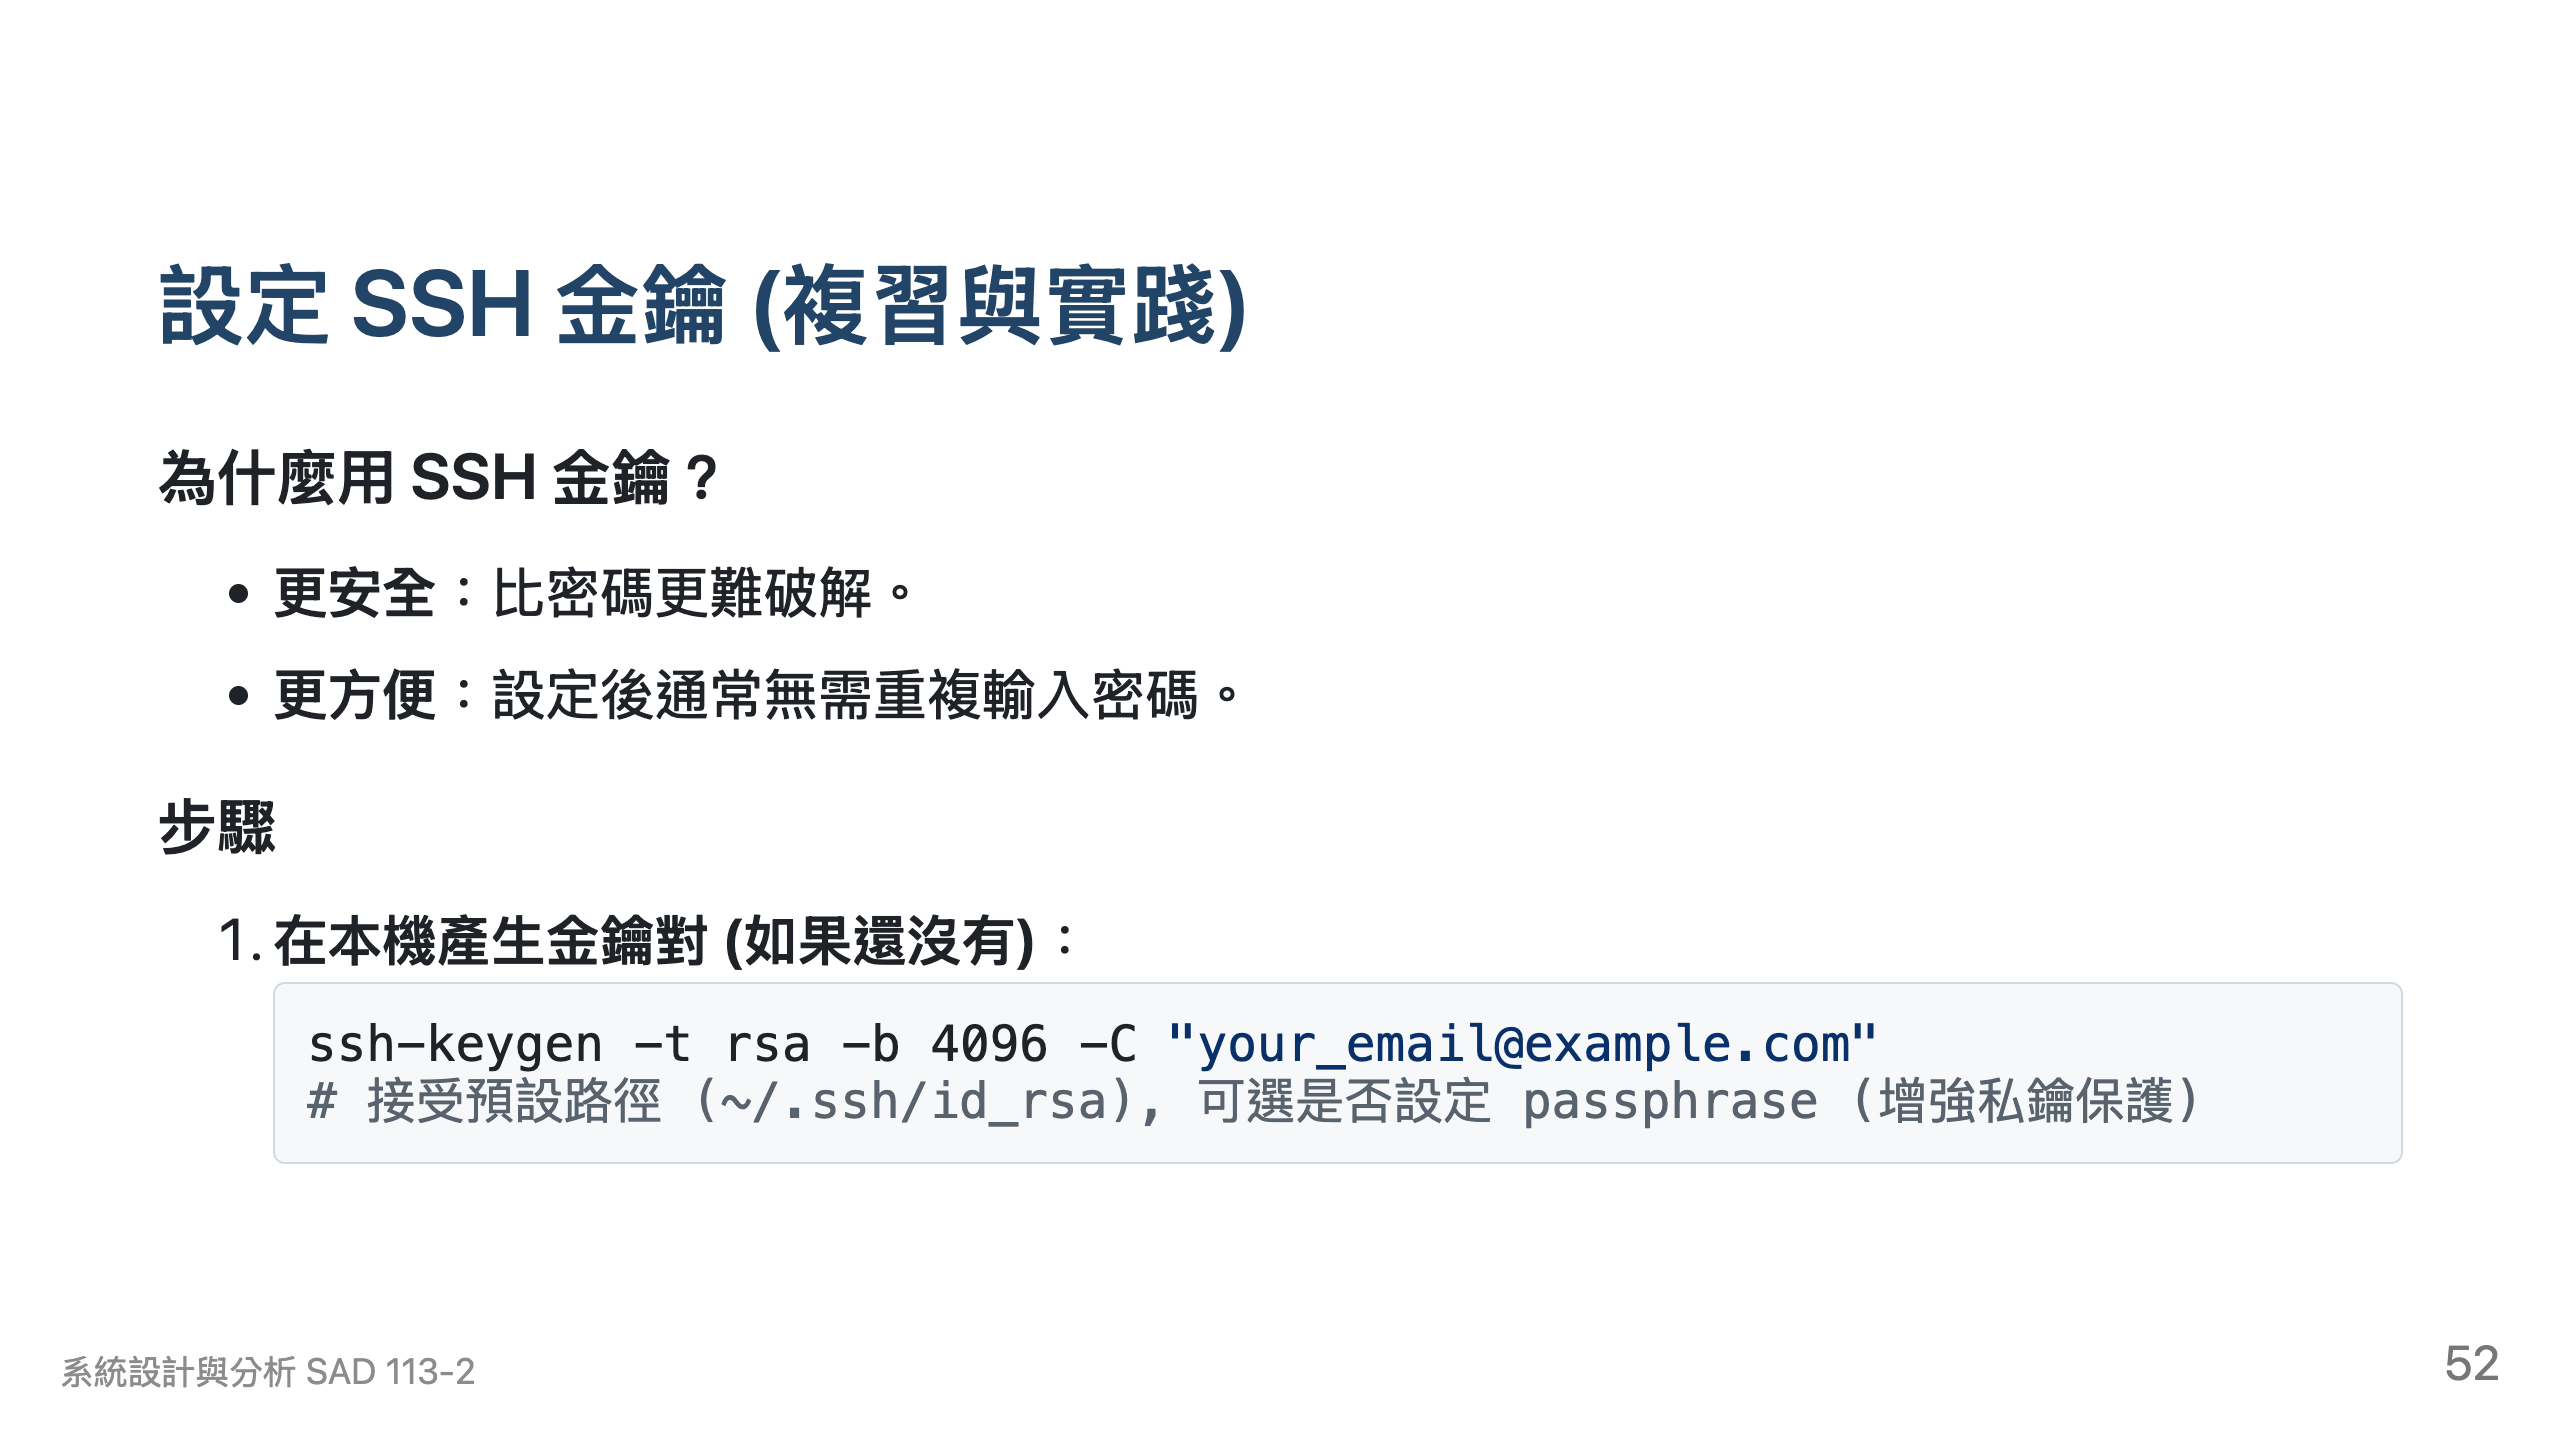 設定 SSH 金鑰 (複習與實踐)
為什麼用 SSH 金鑰？
• 更安全：比密碼更難破解。
• 更方便：設定後通常無需重複輸入密碼。
步驟
1. 在本機產生金鑰對 (如果還沒有)：
ssh-keygen -t rsa -b 4096 -C "your_email@example.com"
# 接受預設路徑 (~/.ssh/id_rsa), 可選是否設定 passphrase (增強私鑰保護)
系統設計與分析 SAD 113-2
52